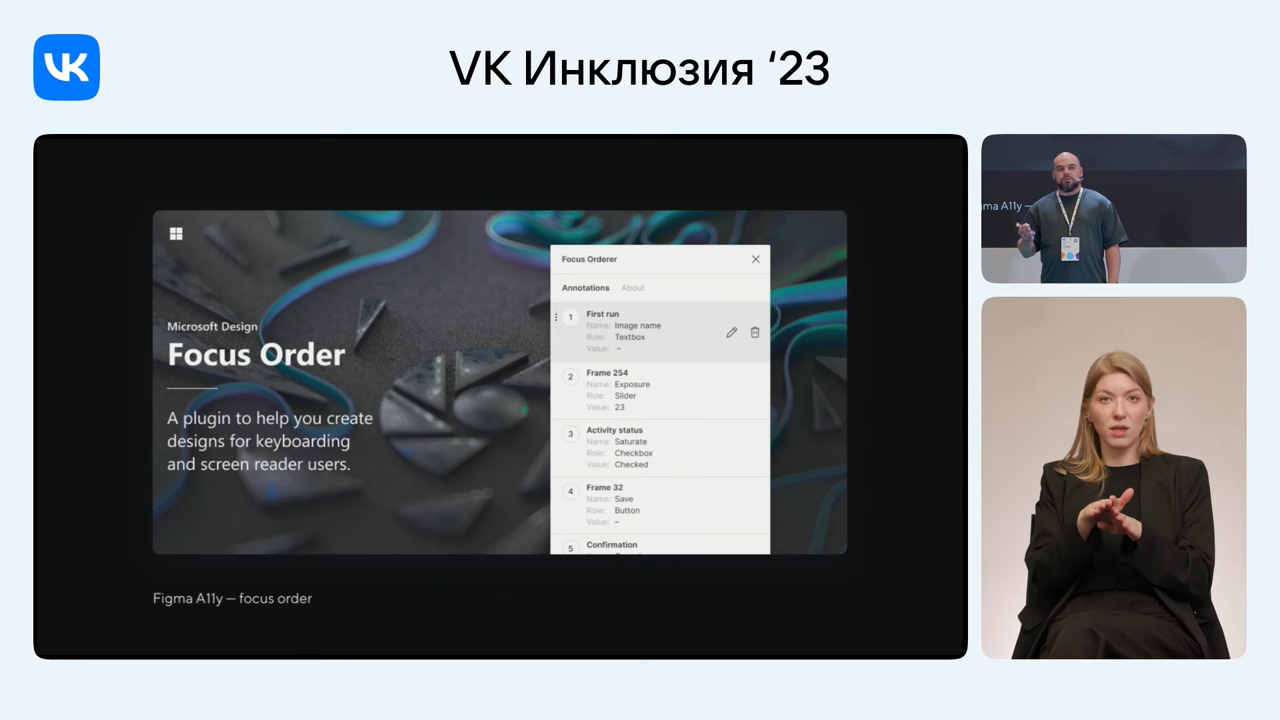 VK
VK Инклюзия ‘23
Microsoft Design
Focus Order
A plugin to help you create
designs for keyboarding
and screen reader users.
Focus Orderer
Annotations About
1 First run
Name: Image name
Role: Textbox
Value: –
2 Frame 254
Name: Exposure
Role: Slider
Value: 23
3 Activity status
Name: Saturate
Role: Checkbox
Value: Checked
4 Frame 32
Name: Save
Role: Button
Value: –
5 Confirmation
Figma A11y — focus order
ma A11y —